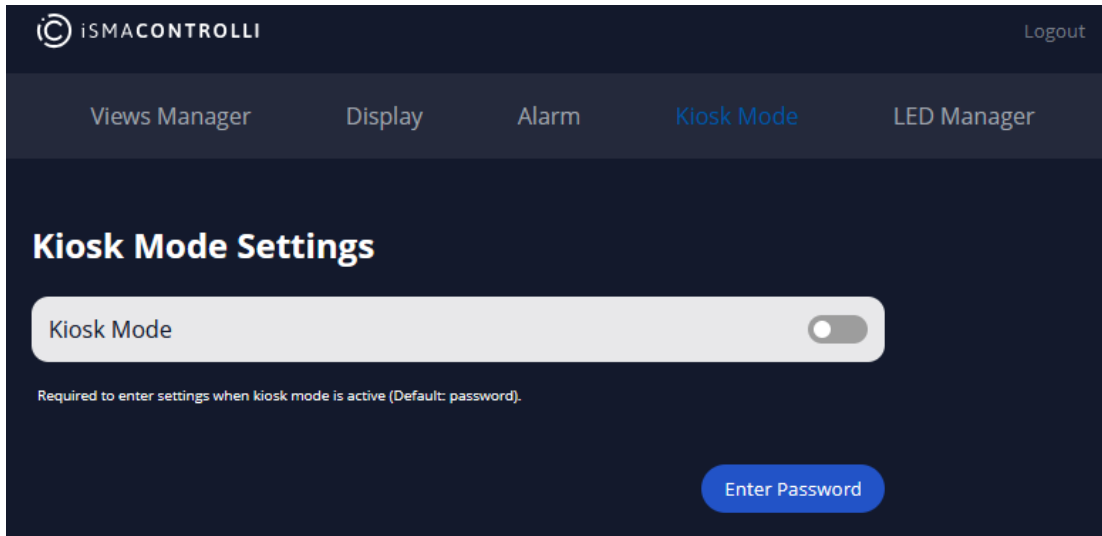 iSMACONTROLLI
Logout
Views Manager Display Alarm Kiosk Mode LED Manager
Kiosk Mode Settings
Kiosk Mode
Required to enter settings when kiosk mode is active (Default: password).
Enter Password